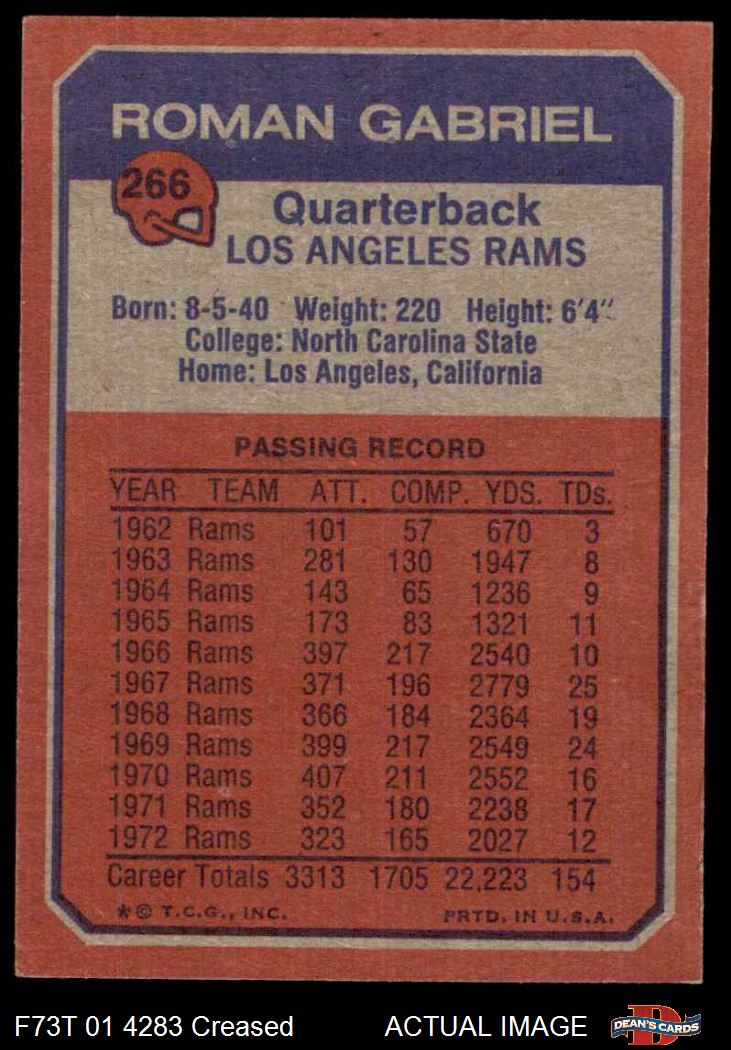 ROMAN GABRIEL
266
Quarterback
LOS ANGELES RAMS
Born: 8-5-40 Weight: 220 Height: 6'4"
College: North Carolina State
Home: Los Angeles, California
PASSING RECORD
YEAR TEAM ATT. COMP. YDS. TDs.
1962 Rams 101 57 670 3
1963 Rams 281 130 1947 8
1964 Rams 143 65 1236 9
1965 Rams 173 83 1321 11
1966 Rams 397 217 2540 10
1967 Rams 371 196 2779 25
1968 Rams 366 184 2364 19
1969 Rams 399 217 2549 24
1970 Rams 407 211 2552 16
1971 Rams 352 180 2238 17
1972 Rams 323 165 2027 12
Career Totals 3313 1705 22,223 154
* © T.C.G., INC. PRTD. IN U.S.A.
F73T 01 4283 Creased ACTUAL IMAGE DEAN'S CARDS